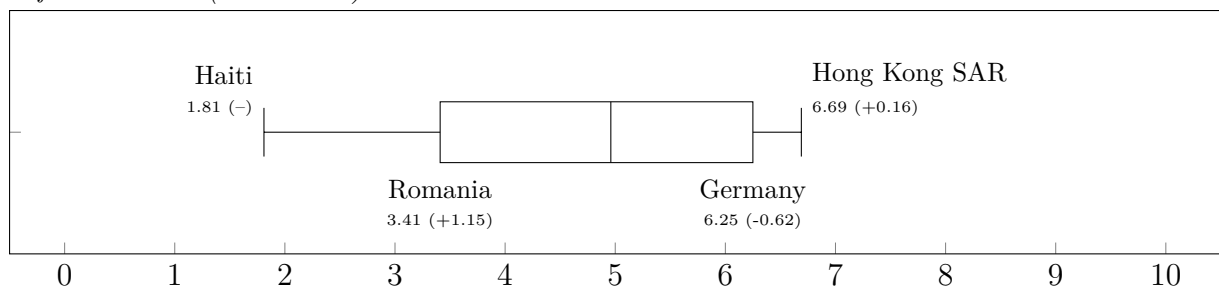 Haiti
1.81 (–)
Hong Kong SAR
6.69 (+0.16)
Romania
3.41 (+1.15)
Germany
6.25 (-0.62)
0 1 2 3 4 5 6 7 8 9 10